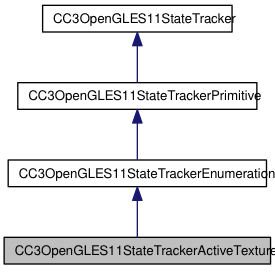 CC3OpenGLES11StateTracker
CC3OpenGLES11StateTrackerPrimitive
CC3OpenGLES11StateTrackerEnumeration
CC3OpenGLES11StateTrackerActiveTexture